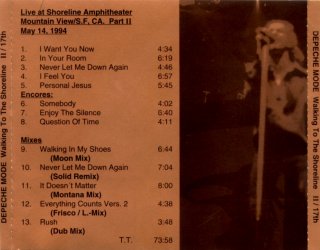 Live at Shoreline Amphitheater
Mountain View/S.F, CA. Part II
May 14, 1994
1. I Want You Now 4:34
2. In Your Room 6:19
3. Never Let Me Down Again 4:46
4. I Feel You 6:57
5. Personal Jesus 5:45
Encores:
6. Somebody 4:02
7. Enjoy The Silence 6:40
8. Question Of Time 4:11
Mixes
9. Walking In My Shoes 6:44
(Moon Mix)
10. Never Let Me Down Again 7:04
(Solid Remix)
11. It Doesn´t Matter 8:00
(Montana Mix)
12. Everything Counts Vers. 2 4:38
(Frisco / L.-Mix)
13. Rush 3:48
(Dub Mix)
T.T. 73:58
DEPECHE MODE Walking To The Shoreline II / 17th
DEPECHE MODE Walking To The Shoreline II / 17th